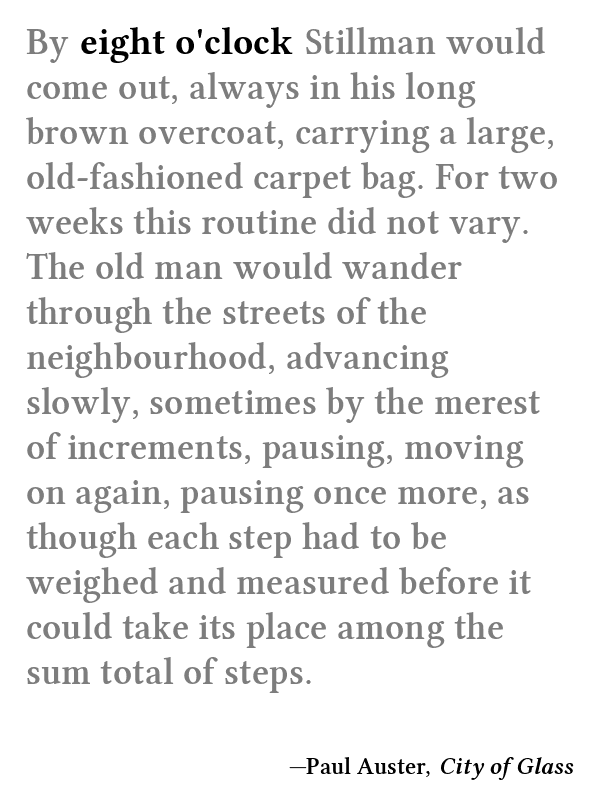 By eight o'clock Stillman would
come out, always in his long
brown overcoat, carrying a large,
old-fashioned carpet bag. For two
weeks this routine did not vary.
The old man would wander
through the streets of the
neighbourhood, advancing
slowly, sometimes by the merest
of increments, pausing, moving
on again, pausing once more, as
though each step had to be
weighed and measured before it
could take its place among the
sum total of steps.
—Paul Auster, City of Glass